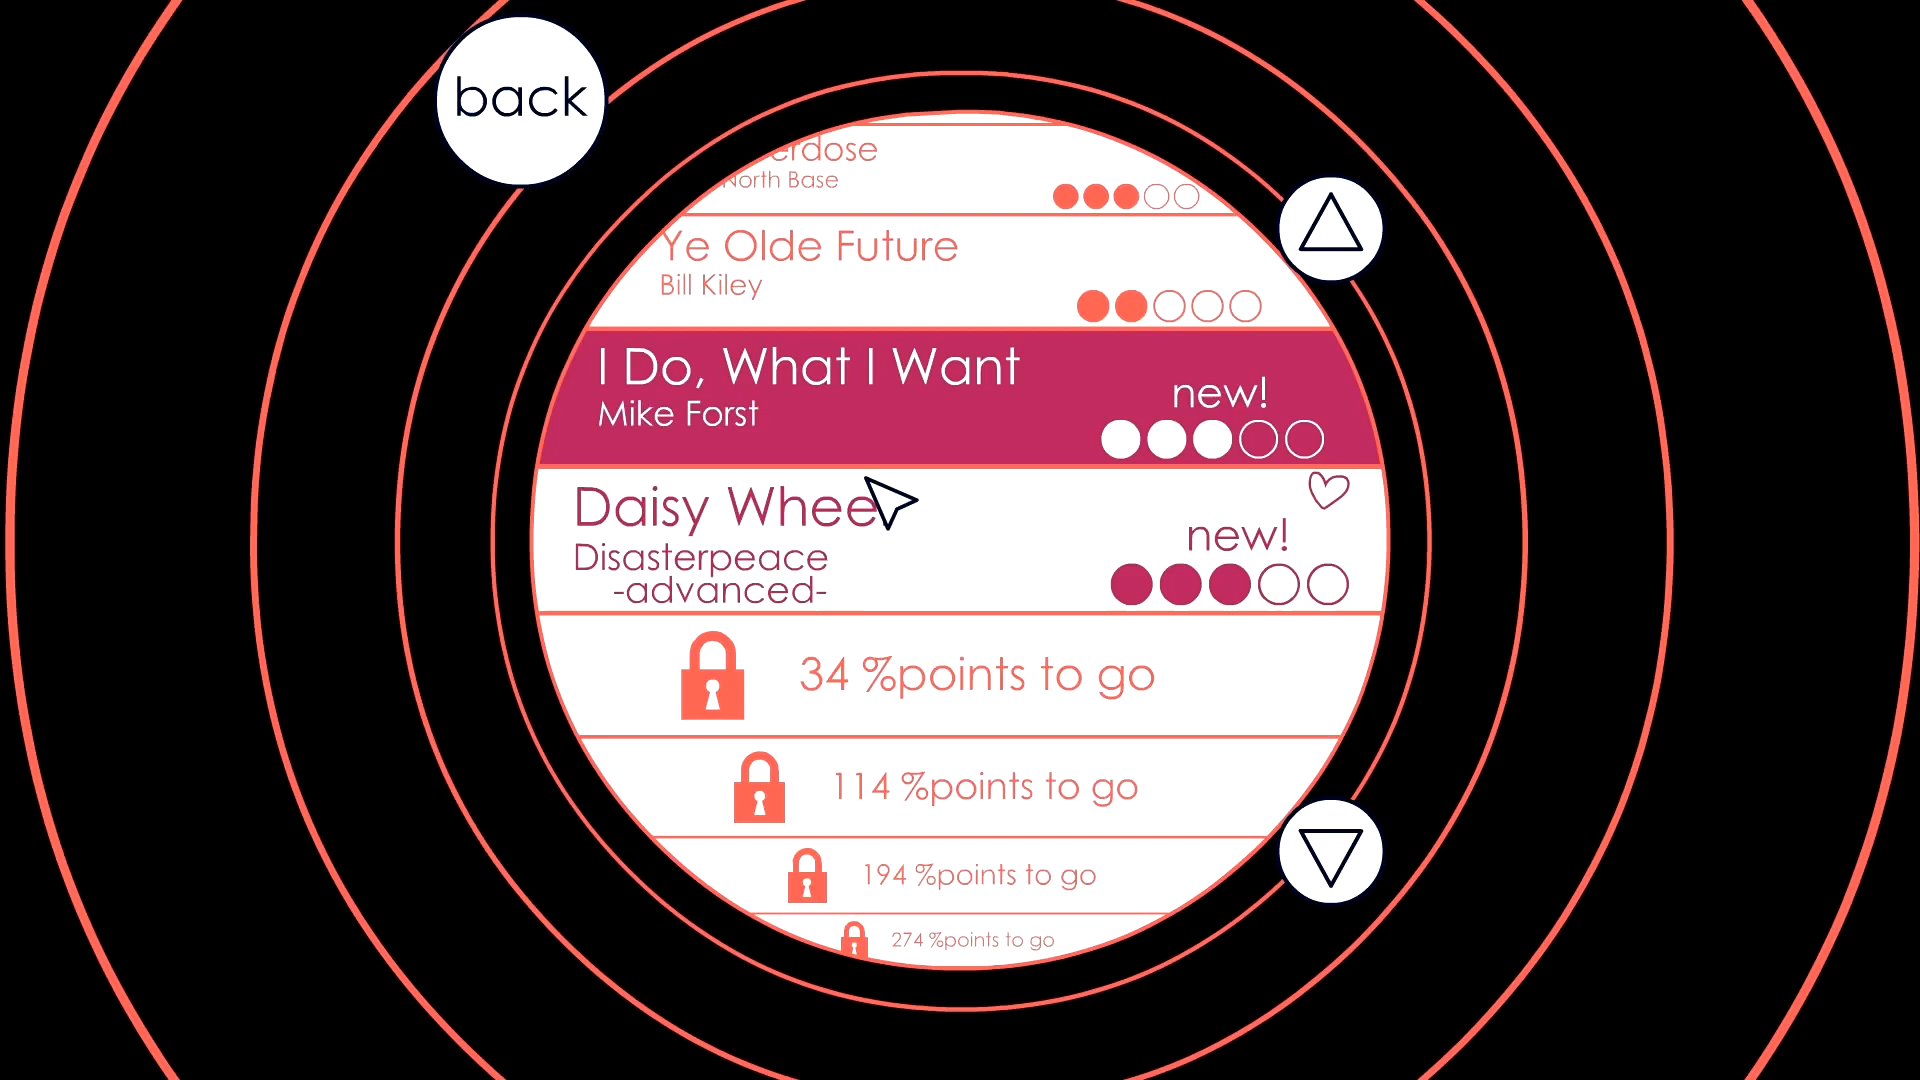 back
North Base
Ye Olde Future
Bill Kiley
I Do, What I Want
Mike Forst
new!
Daisy Whee
Disasterpeace
-advanced-
new!
34 %points to go
114 %points to go
194 %points to go
274 %points to go